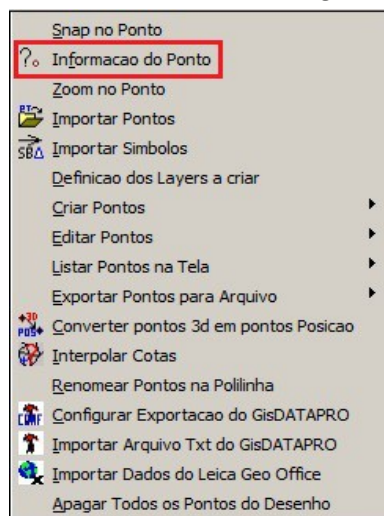 Snap no Ponto
Informacao do Ponto
Zoom no Ponto
Importar Pontos
Importar Simbolos
Definicao dos Layers a criar
Criar Pontos
Editar Pontos
Listar Pontos na Tela
Exportar Pontos para Arquivo
Converter pontos 3d em pontos Posicao
Interpolar Cotas
Renomear Pontos na Polilinha
Configurar Exportacao do GisDATAPRO
Importar Arquivo Txt do GisDATAPRO
Importar Dados do Leica Geo Office
Apagar Todos os Pontos do Desenho